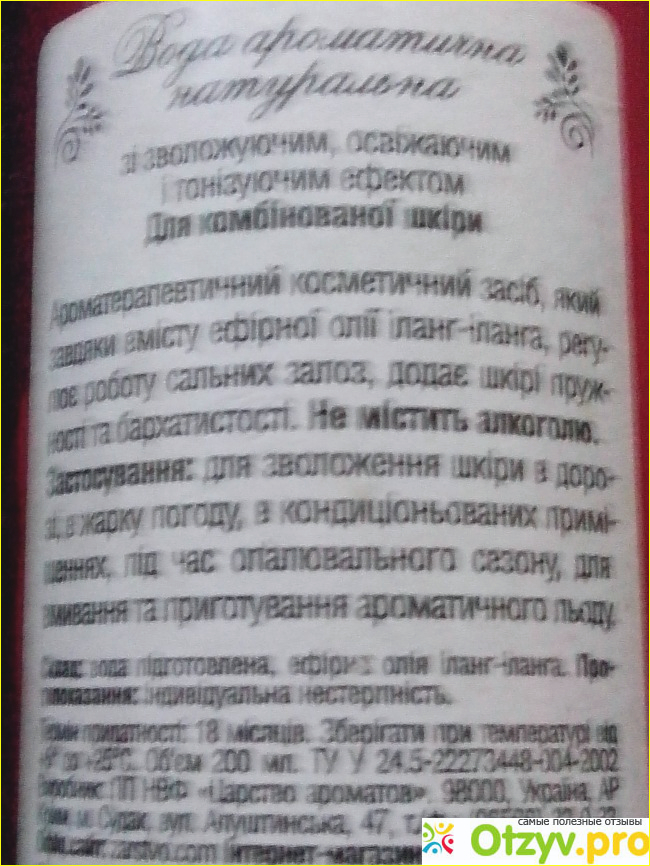 Вода ароматична
натуральна
зі зволожуючим, освіжаючим
і тонізуючим ефектом
Для комбінованої шкіри
Ароматерапевтичний косметичний засіб, який
завдяки вмісту ефірної олії іланг-іланга, регу-
лює роботу сальних залоз, додає шкірі пруж-
ності та бархатистості. Не містить алкоголю.
Застосування: для зволоження шкіри в доро-
зі, в жарку погоду, в кондиціонованих примі-
щеннях, під час опалювального сезону, для
вмивання та приготування ароматичного льоду.
Склад: вода підготовлена, ефірна олія іланг-іланга. Про-
типоказання: індивідуальна нестерпність.
Термін придатності: 18 місяців. Зберігати при температурі від
до +25°С. Об'єм 200 мл. ТУ У 24.5-22273448-004-2002
Виробник: ПП НВФ «Царство ароматов». 98000, Україна, АР
Крим, м. Судак, вул. Алуштинська, 47,
інтернет-магазин
самые полезные отзывы
Otzyv.pro